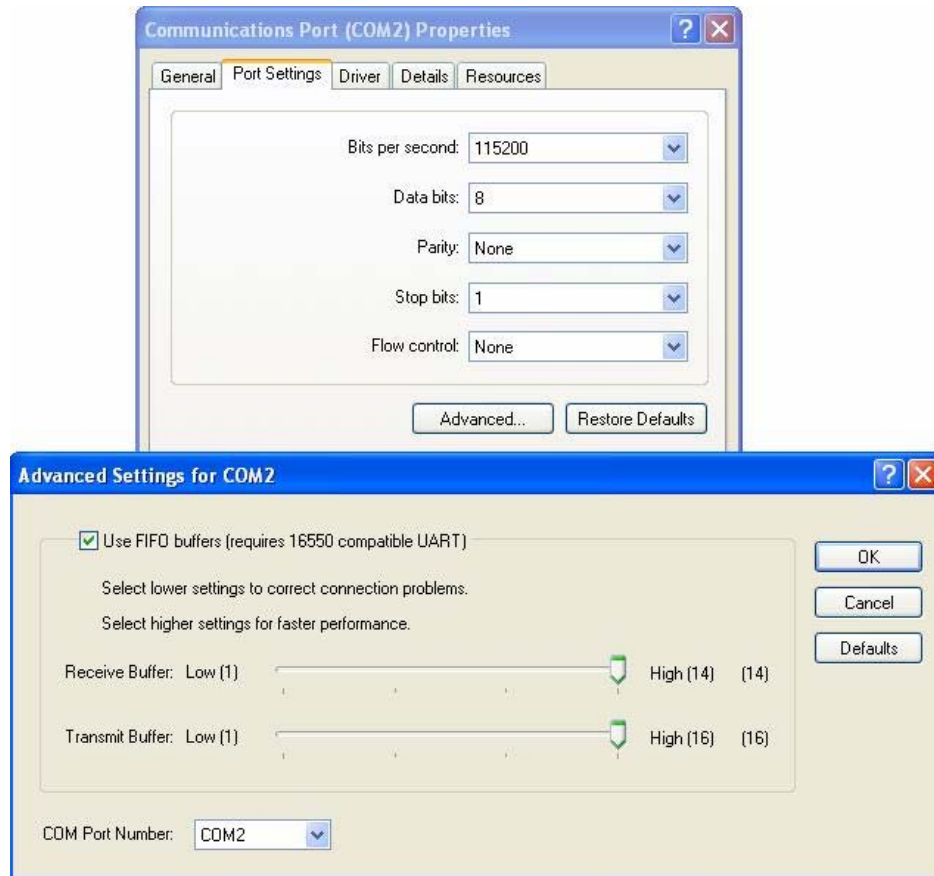 Communications Port (COM2) Properties
General Port Settings Driver Details Resources
Bits per second: 115200
Data bits: 8
Parity: None
Stop bits: 1
Flow control: None
Advanced... Restore Defaults
Advanced Settings for COM2
Use FIFO buffers (requires 16550 compatible UART)
OK
Select lower settings to correct connection problems.
Cancel
Select higher settings for faster performance.
Defaults
Receive Buffer: Low (1) High (14) (14)
Transmit Buffer: Low (1) High (16) (16)
COM Port Number: COM2